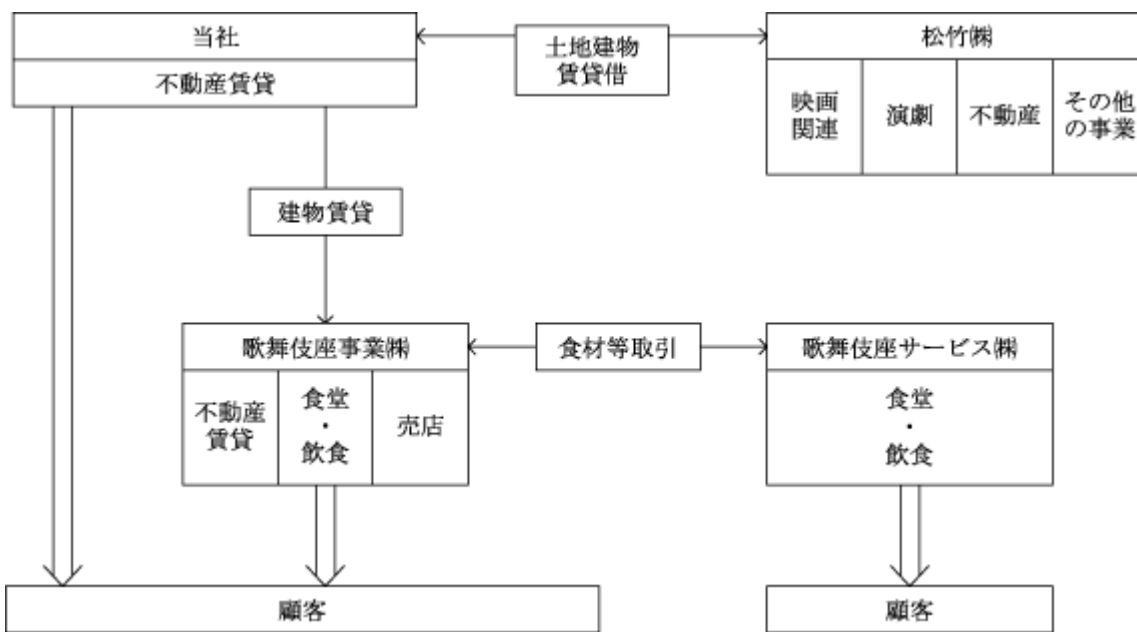 当社
不動産賃貸
土地建物
賃貸借
松竹㈱
映画
関連
演劇
不動産
その他
の事業
建物賃貸
歌舞伎座事業㈱
不動産
賃貸
食堂
・
飲食
売店
食材等取引
歌舞伎座サービス㈱
食堂
・
飲食
顧客
顧客